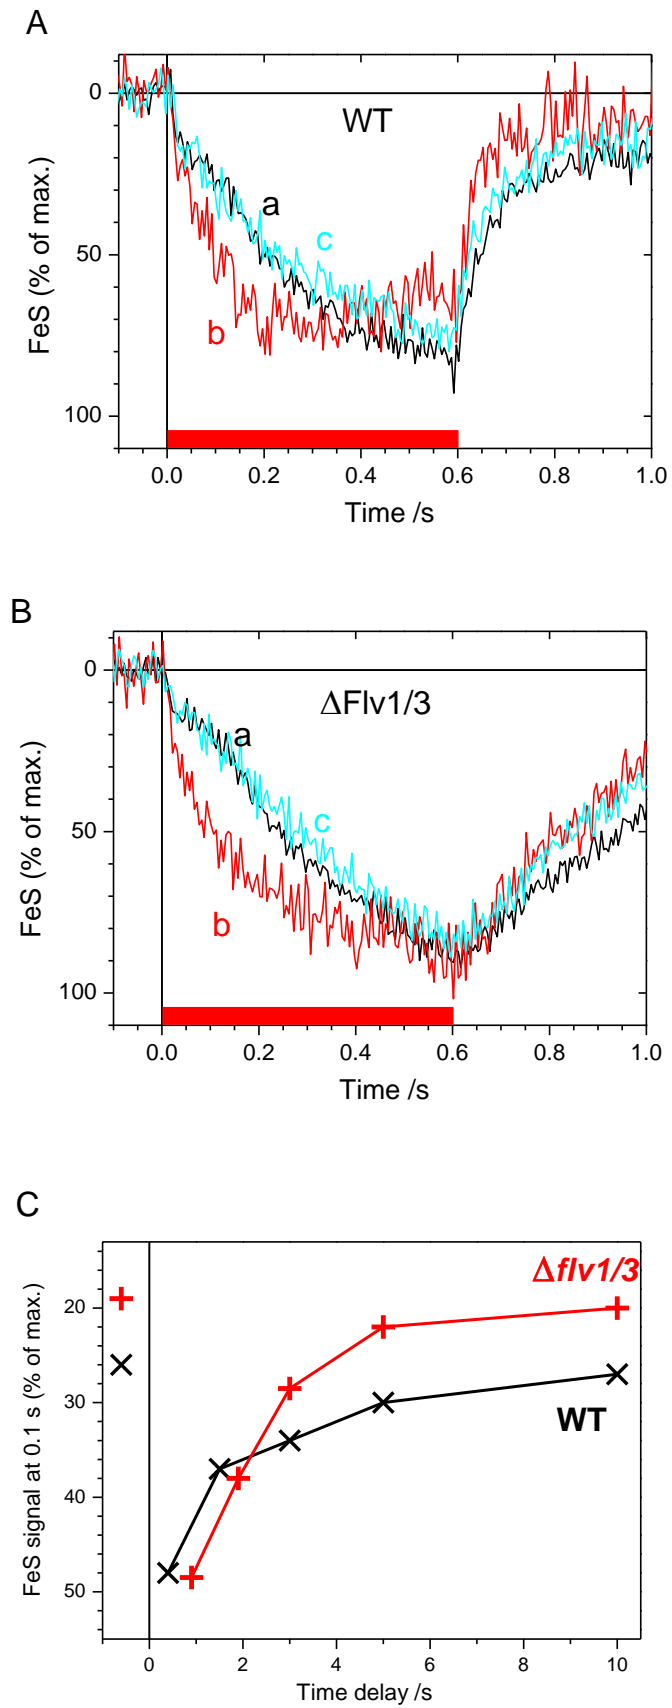 A
WT
a
c
b
0
50
100
FeS (% of max.)
0.0 0.2 0.4 0.6 0.8 1.0
Time /s
B
ΔFlv1/3
a
c
b
0
50
100
FeS (% of max.)
0.0 0.2 0.4 0.6 0.8 1.0
Time /s
C
Δflv1/3
WT
20
30
40
50
FeS signal at 0.1 s (% of max.)
0 2 4 6 8 10
Time delay /s